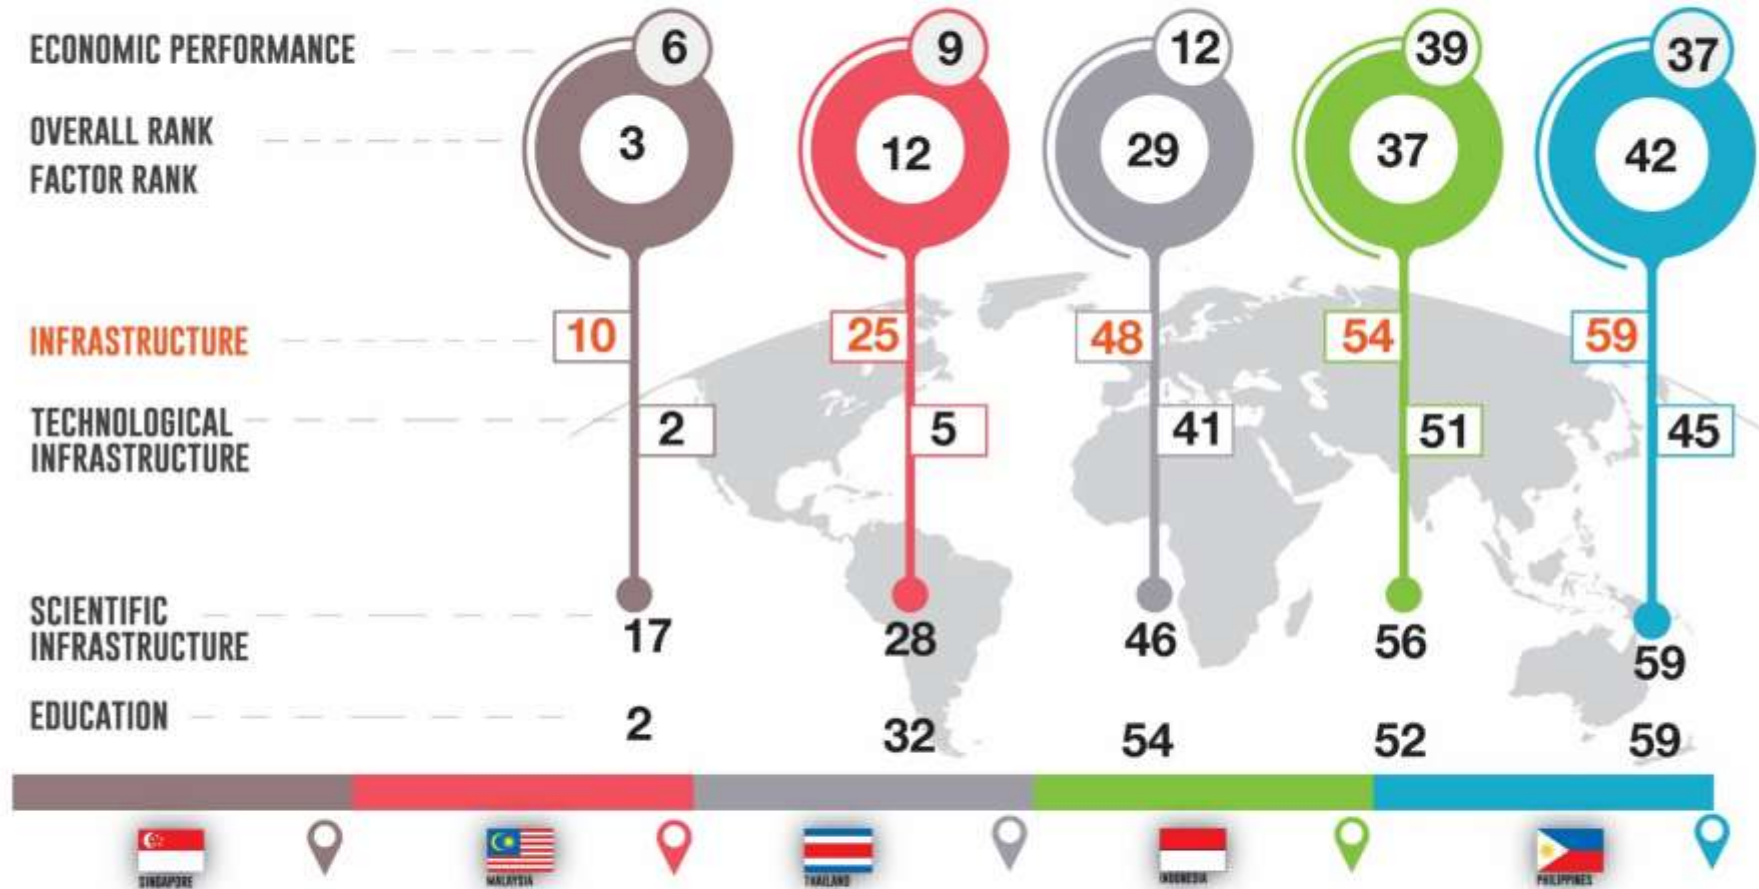 ECONOMIC PERFORMANCE 6 9 12 39 37
OVERALL RANK 3 12 29 37 42
FACTOR RANK
INFRASTRUCTURE 10 25 48 54 59
TECHNOLOGICAL 2 5 41 51 45
INFRASTRUCTURE
SCIENTIFIC
INFRASTRUCTURE 17 28 46 56 59
EDUCATION 2 32 54 52 59
SINGAPORE MALAYSIA THAILAND INDONESIA PHILIPPINES